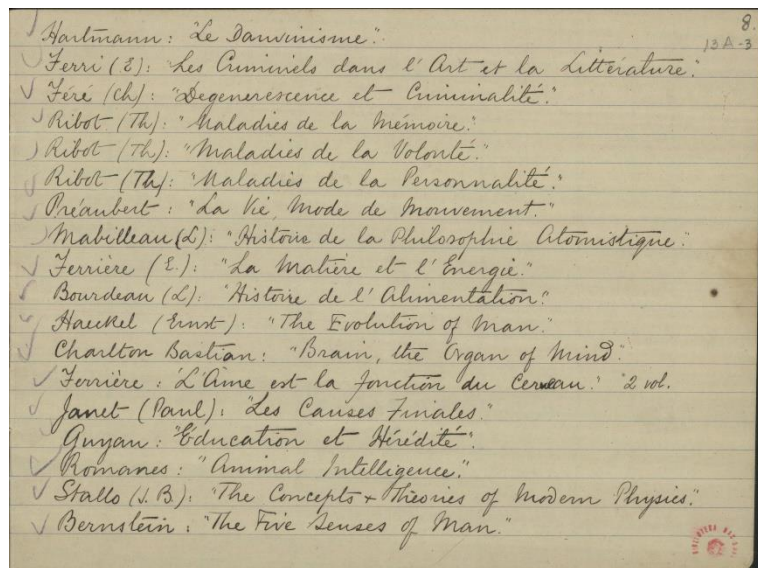 8.
13A-3
Hartmann: "Le Darwinisme".
Ferri (E): "Les Criminels dans l'Art et la Littérature."
Féré (Ch): "Dégénérescence et Criminalité."
Ribot (Th): "Maladies de la Mémoire."
Ribot (Th): "Maladies de la Volonté."
Ribot (Th): "Maladies de la Personnalité."
Préaubert: "La Vie, Mode de Mouvement."
Mabilleau (L): "Histoire de la Philosophie Atomistique."
Ferrière (E.): "La Matière et l'Énergie."
Bourdeau (L): "Histoire de l'Alimentation."
Haeckel (Ernst): "The Evolution of Man."
Charlton Bastian: "Brain, the Organ of Mind".
Ferrière: "L'Ame est la fonction du Cerveau." 2 vol.
Janet (Paul): "Les Causes Finales."
Guyau: "Éducation et Hérédité".
Romanes: "Animal Intelligence."
Stallo (J.B.): "The Concepts + Theories of Modern Physics."
Bernstein: "The Five Senses of Man."